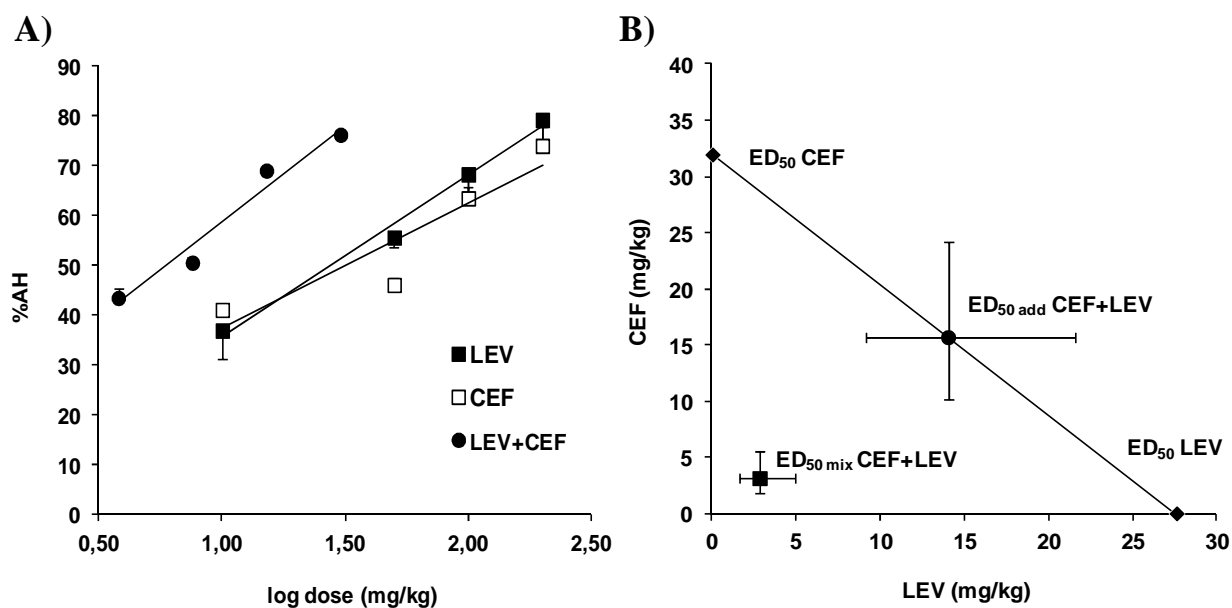 A)
90
80
70
60
50
40
30
20
10
0
%AH
0,50
1,00
1,50
2,00
2,50
log dose (mg/kg)
LEV
CEF
LEV+CEF
B)
40
35
30
25
20
15
10
5
0
CEF (mg/kg)
0
5
10
15
20
25
30
LEV (mg/kg)
ED50 CEF
ED50 add CEF+LEV
ED50 mix CEF+LEV
ED50 LEV